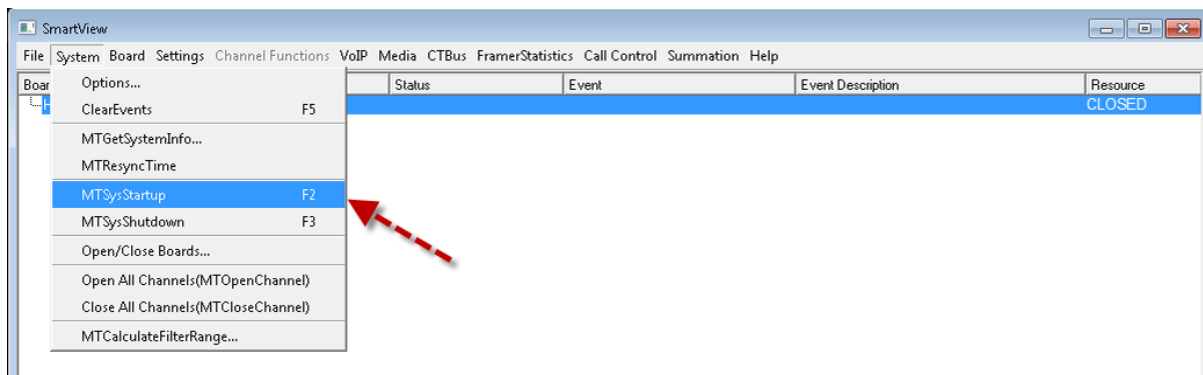 SmartView
File System Board Settings Channel Functions VoIP Media CTBus FramerStatistics Call Control Summation Help
Boar Status Event Event Description Resource
H CLOSED
Options...
ClearEvents F5
MTGetSystemInfo...
MTResyncTime
MTSysStartup F2
MTSysShutdown F3
Open/Close Boards...
Open All Channels(MTOpenChannel)
Close All Channels(MTCloseChannel)
MTCalculateFilterRange...